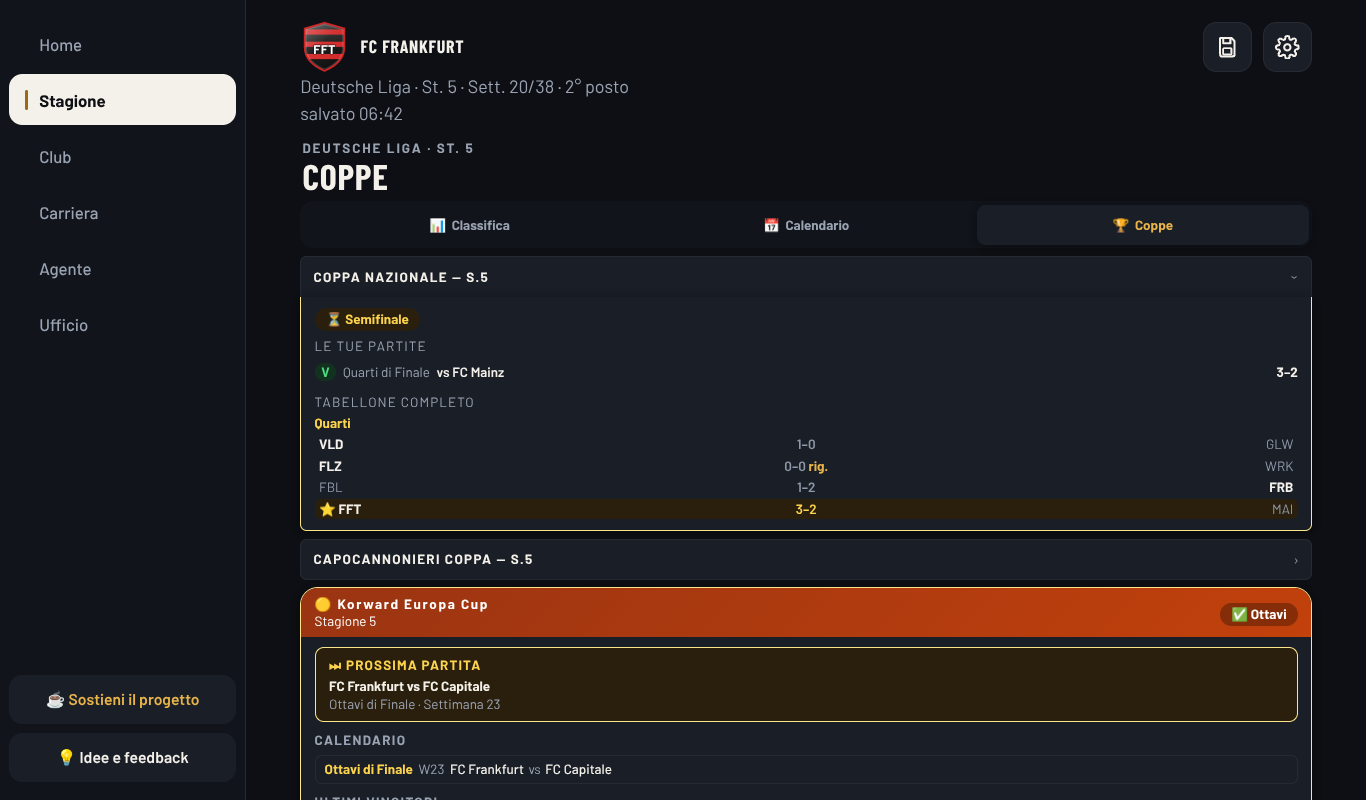 Home
Stagione
Club
Carriera
Agente
Ufficio
☕ Sostieni il progetto
💡 Idee e feedback
FFT
FC FRANKFURT
Deutsche Liga · St. 5 · Sett. 20/38 · 2° posto
salvato 06:42
DEUTSCHE LIGA · ST. 5
COPPE
📊 Classifica
📅 Calendario
🏆 Coppe
COPPA NAZIONALE — S.5
⏳ Semifinale
LE TUE PARTITE
V Quarti di Finale vs FC Mainz 3–2
TABELLONE COMPLETO
Quarti
VLD 1–0 GLW
FLZ 0–0 rig. WRK
FBL 1–2 FRB
⭐ FFT 3–2 MAI
CAPOCANNONIERI COPPA — S.5
🟡 Korward Europa Cup
Stagione 5
✅ Ottavi
⏭ PROSSIMA PARTITA
FC Frankfurt vs FC Capitale
Ottavi di Finale · Settimana 23
CALENDARIO
Ottavi di Finale W23 FC Frankfurt vs FC Capitale
ULTIMI VINCITORI